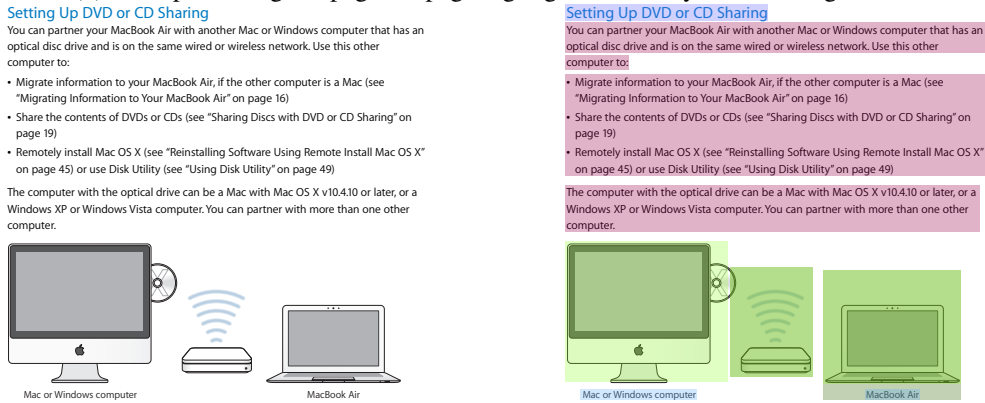 Setting Up DVD or CD Sharing
You can partner your MacBook Air with another Mac or Windows computer that has an
optical disc drive and is on the same wired or wireless network. Use this other
computer to:
• Migrate information to your MacBook Air, if the other computer is a Mac (see
“Migrating Information to Your MacBook Air” on page 16)
• Share the contents of DVDs or CDs (see “Sharing Discs with DVD or CD Sharing” on
page 19)
• Remotely install Mac OS X (see “Reinstalling Software Using Remote Install Mac OS X”
on page 45) or use Disk Utility (see “Using Disk Utility” on page 49)
The computer with the optical drive can be a Mac with Mac OS X v10.4.10 or later, or a
Windows XP or Windows Vista computer. You can partner with more than one other
computer.
Mac or Windows computer
MacBook Air
Setting Up DVD or CD Sharing
You can partner your MacBook Air with another Mac or Windows computer that has an
optical disc drive and is on the same wired or wireless network. Use this other
computer to:
• Migrate information to your MacBook Air, if the other computer is a Mac (see
“Migrating Information to Your MacBook Air” on page 16)
• Share the contents of DVDs or CDs (see “Sharing Discs with DVD or CD Sharing” on
page 19)
• Remotely install Mac OS X (see “Reinstalling Software Using Remote Install Mac OS X”
on page 45) or use Disk Utility (see “Using Disk Utility” on page 49)
The computer with the optical drive can be a Mac with Mac OS X v10.4.10 or later, or a
Windows XP or Windows Vista computer. You can partner with more than one other
computer.
Mac or Windows computer
MacBook Air